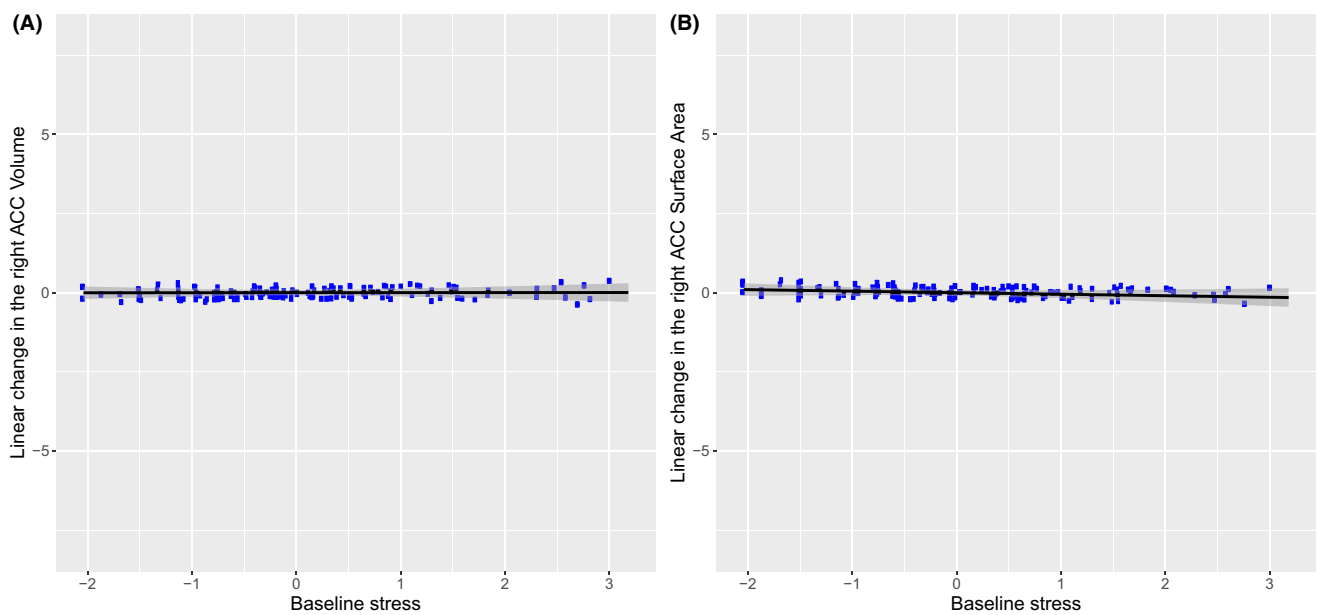 (A)
Linear change in the right ACC Volume
5
0
−5
−2 −1 0 1 2 3
Baseline stress
(B)
Linear change in the right ACC Surface Area
5
0
−5
−2 −1 0 1 2 3
Baseline stress